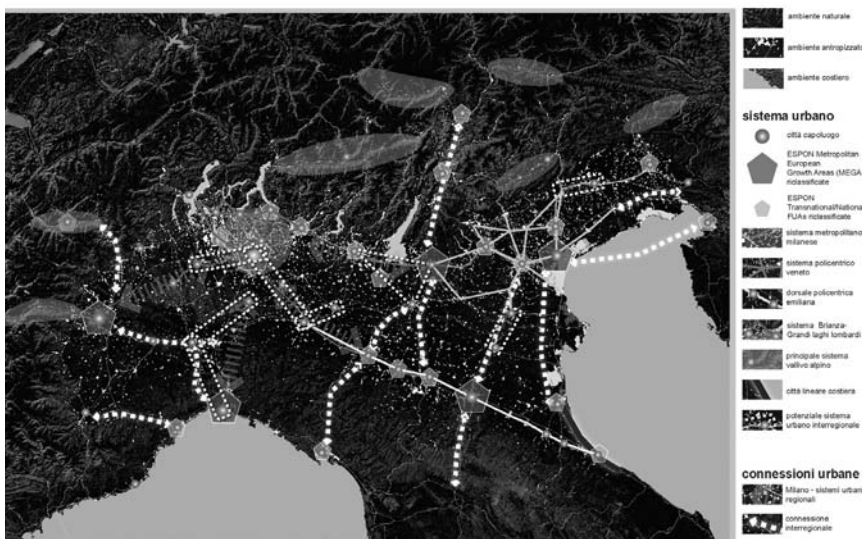 ambiente naturale
ambiente antropizzato
ambiente costiero
sistema urbano
città capoluogo
ESPON Metropolitan
European
Growth Areas (MEGA
riclassificate
ESPON
Transnational/Nationa
FUAs riclassificate
sistema metropolitano
milanese
sistema policentrico
veneto
dorsale policentrica
emiliana
sistema Brianza-
Grandi laghi lombardi
principale sistema
vallivo alpino
città lineare costiera
potenziale sistema
urbano interregionale
connessioni urbane
Milano - sistemi urban
regionali
connessione
interregionale